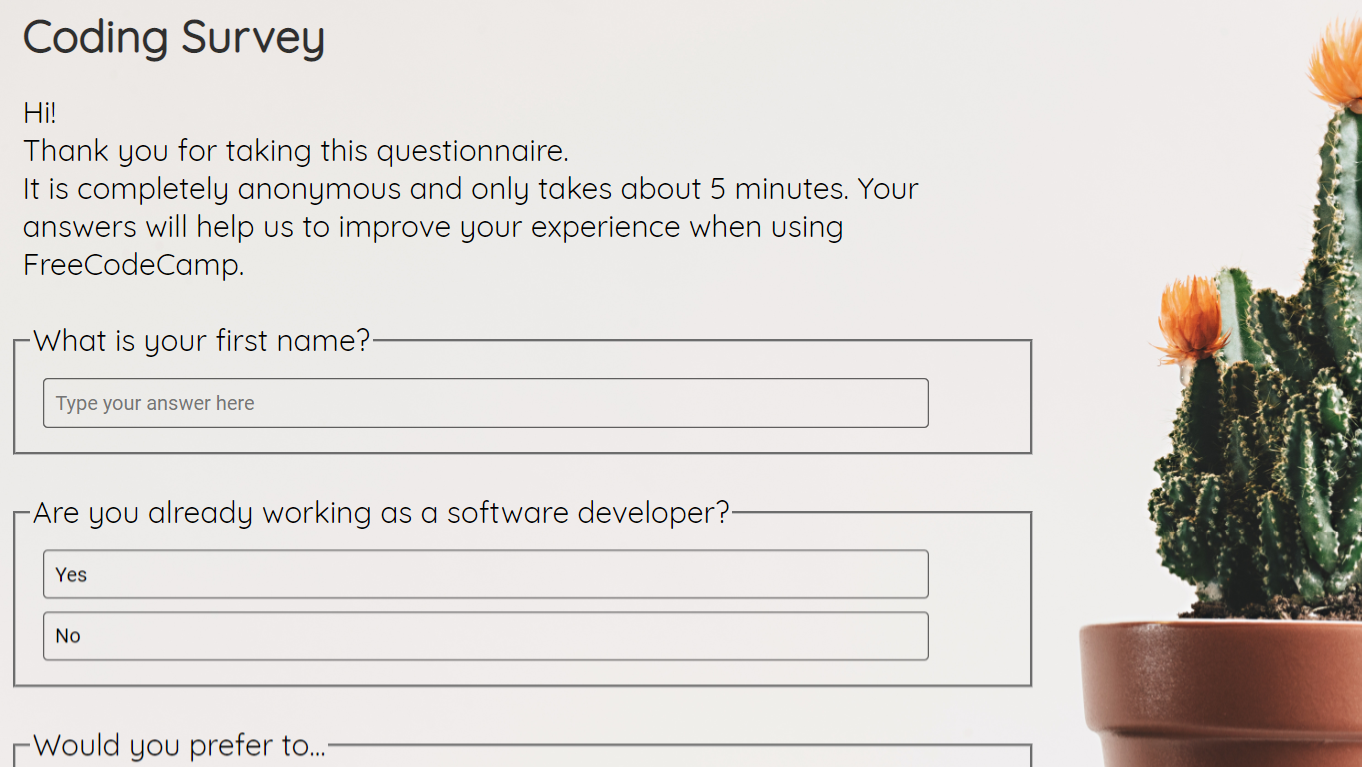 Coding Survey
Hi!
Thank you for taking this questionnaire.
It is completely anonymous and only takes about 5 minutes. Your
answers will help us to improve your experience when using
FreeCodeCamp.
What is your first name?
Type your answer here
Are you already working as a software developer?
Yes
No
Would you prefer to...